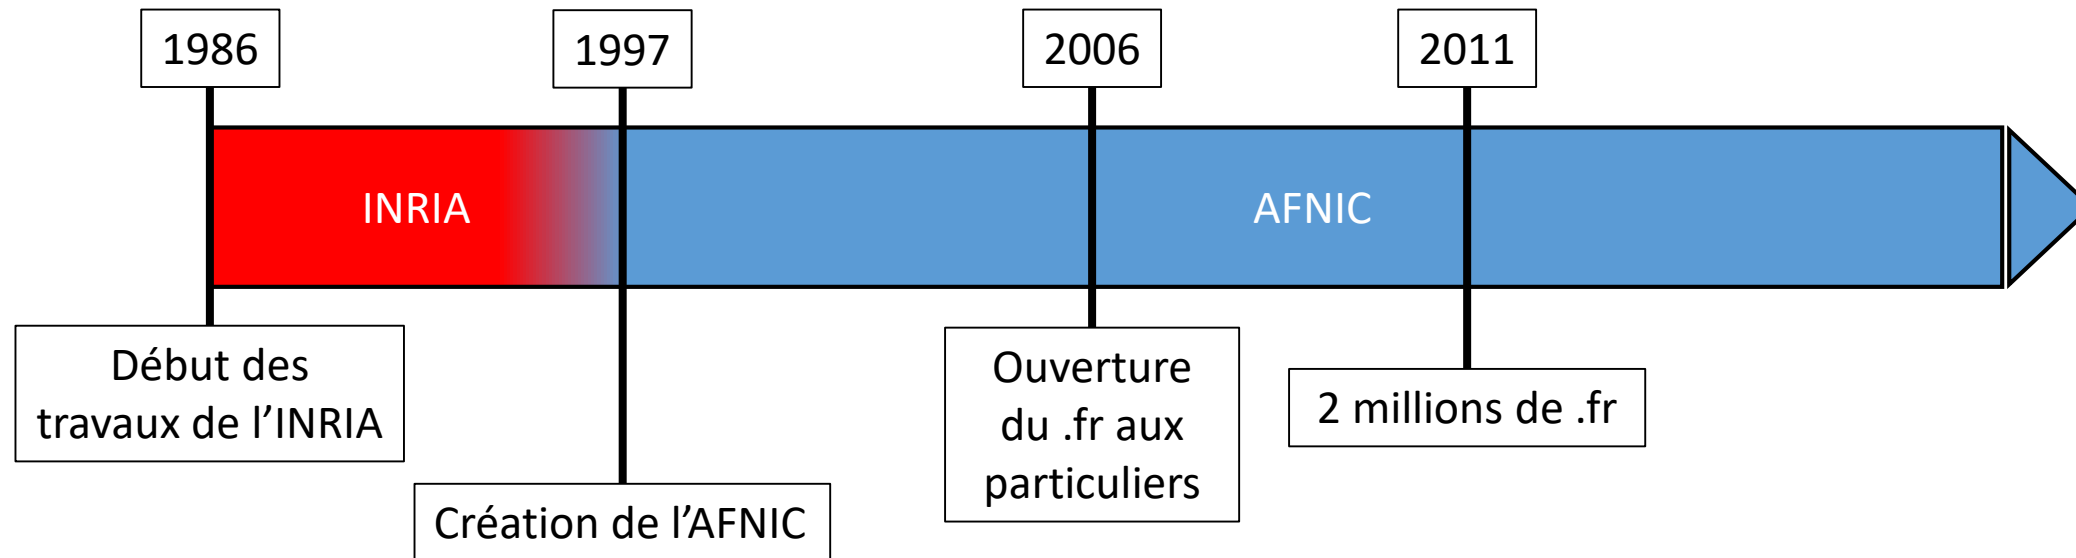 1986
1997
2006
2011
INRIA
AFNIC
Début des
travaux de l’INRIA
Création de l’AFNIC
Ouverture
du .fr aux
particuliers
2 millions de .fr